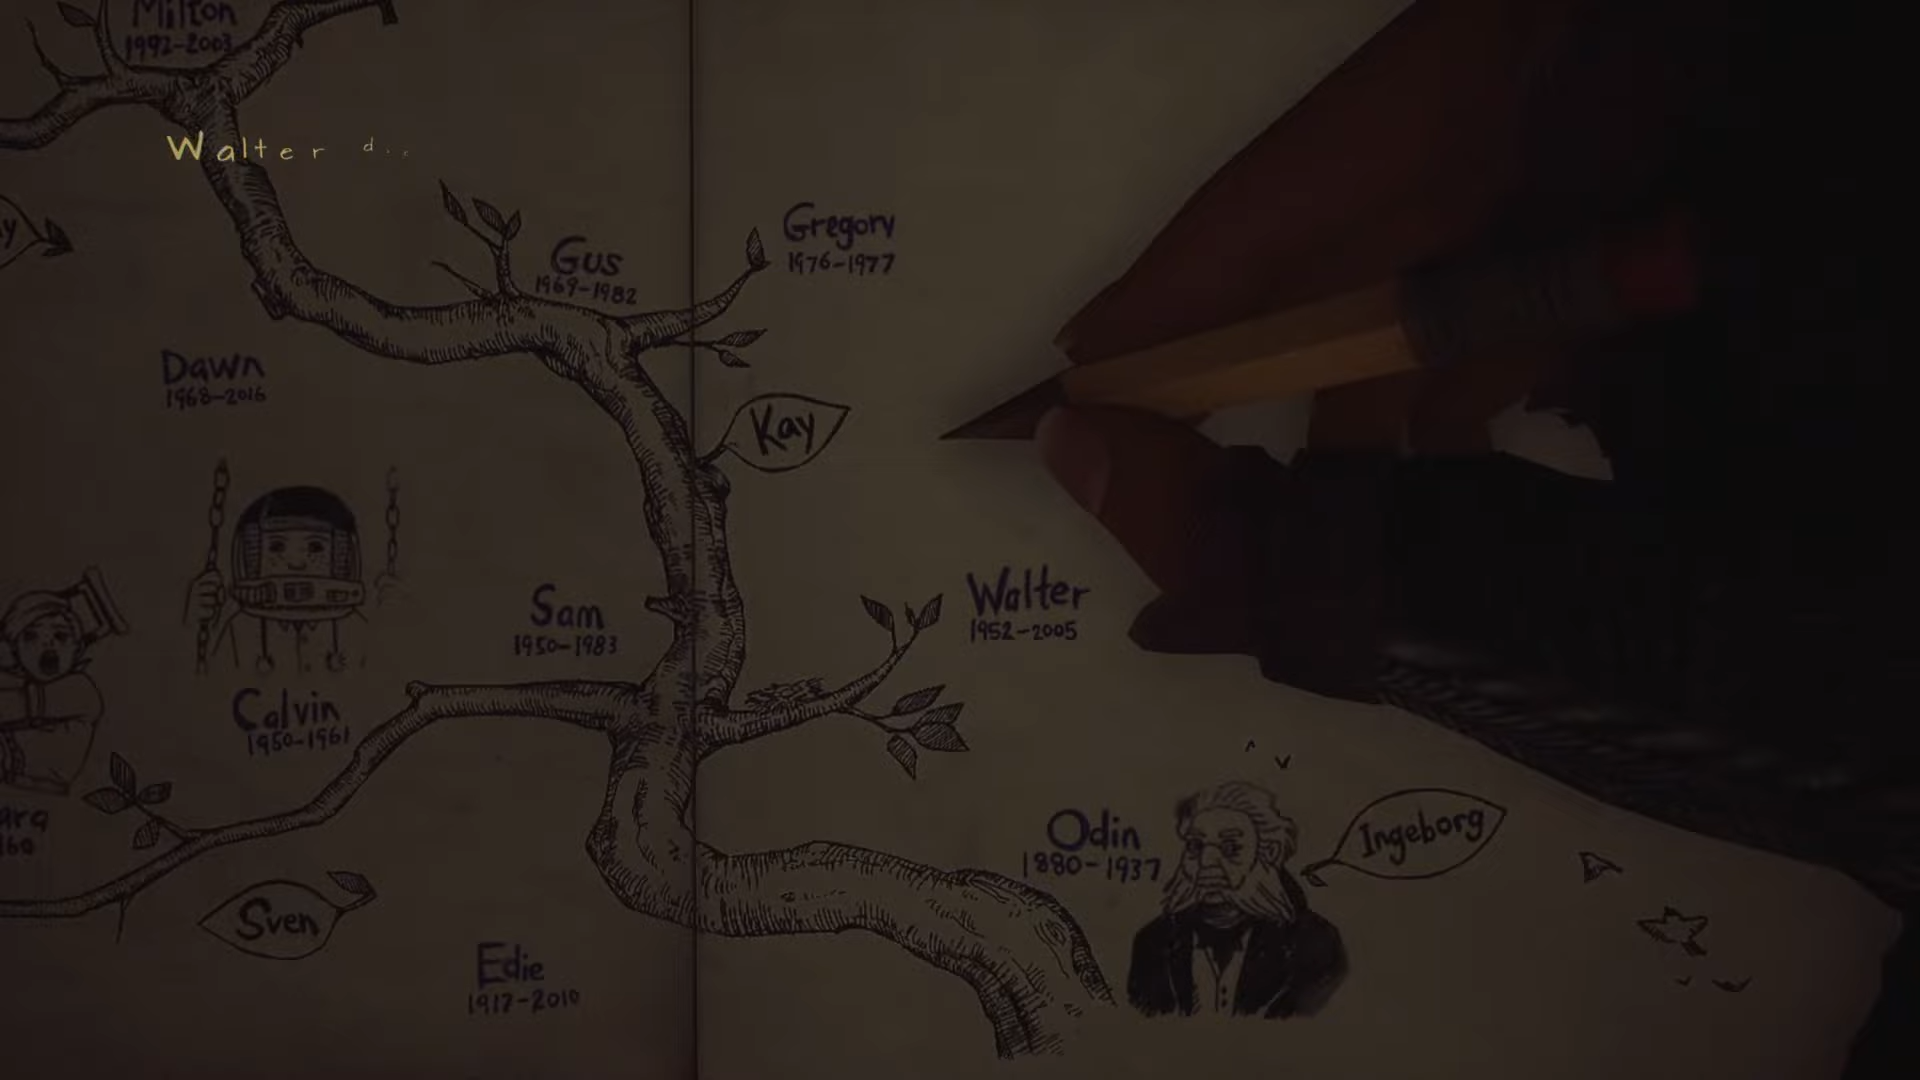 Milton
1992-2003
Walter d
Gregory
1976-1977
Gus
1969-1982
Dawn
1968-2016
Kay
Walter
1952-2005
Sam
1950-1983
Calvin
1950-1961
Odin
1880-1937
Ingeborg
Sven
Edie
1917-2010